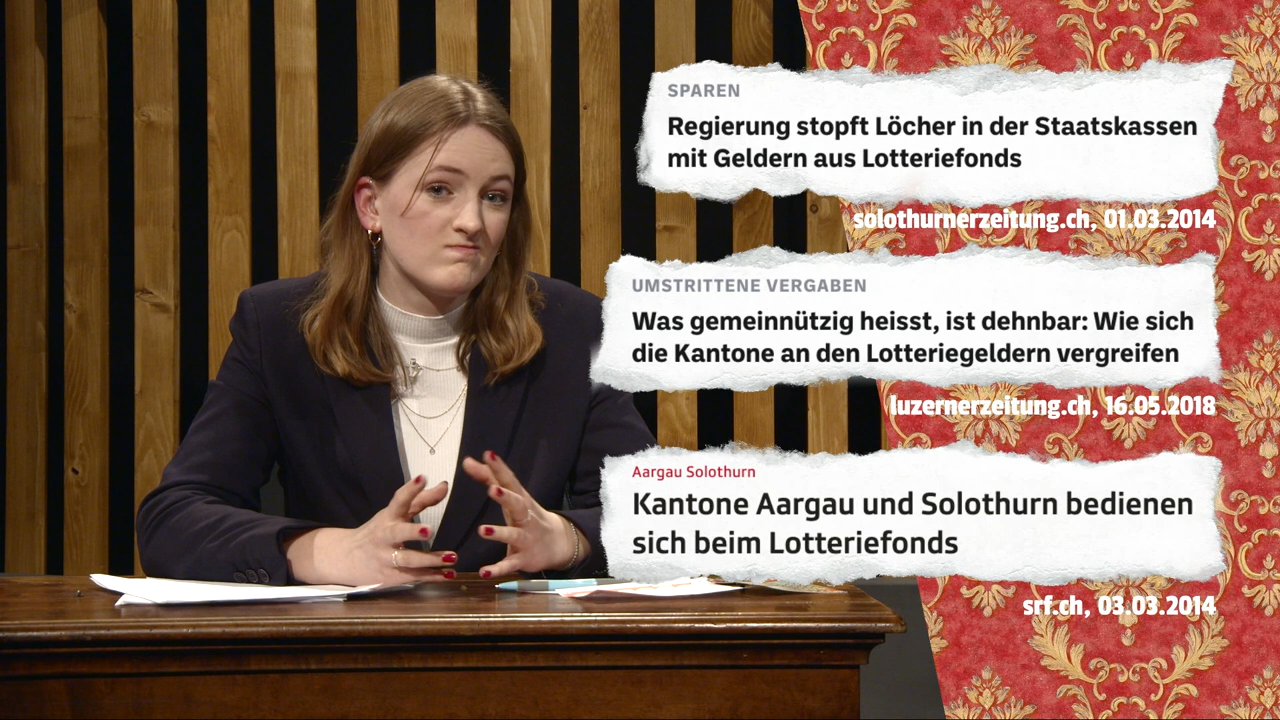 SPAREN
Regierung stopft Löcher in der Staatskassen
mit Geldern aus Lotteriefonds
solothurnerzeitung.ch, 01.03.2014
UMSTRITTENE VERGABEN
Was gemeinnützig heisst, ist dehnbar: Wie sich
die Kantone an den Lotteriegeldern vergreifen
luzernerzeitung.ch, 16.05.2018
Aargau Solothurn
Kantone Aargau und Solothurn bedienen
sich beim Lotteriefonds
srf.ch, 03.03.2014